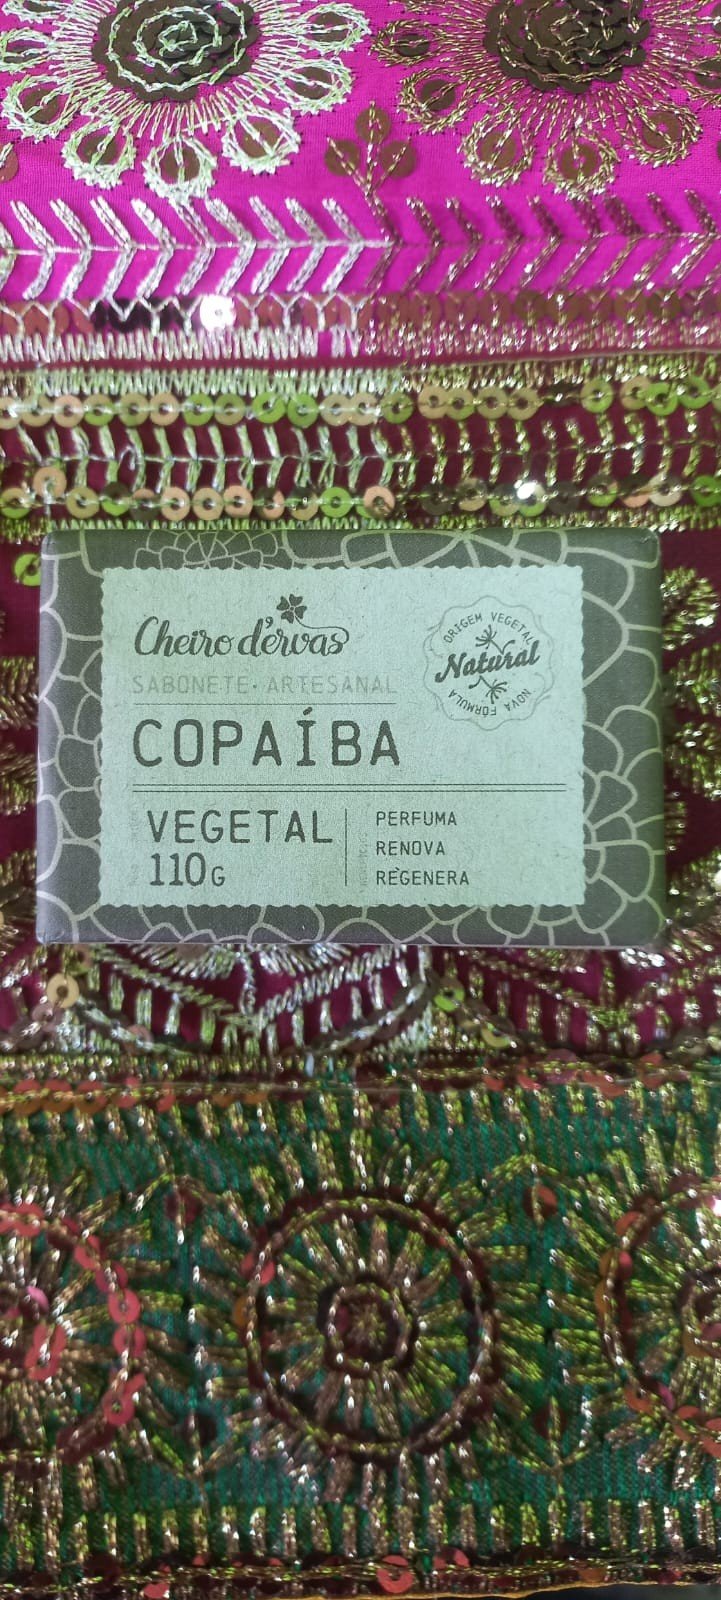 Cheiro d'ervas
SABONETE ARTESANAL
COPAÍBA
VEGETAL
110G
PERFUMA
RENOVA
REGENERA
ORIGEM VEGETAL
Natural
NOVA FÓRMULA